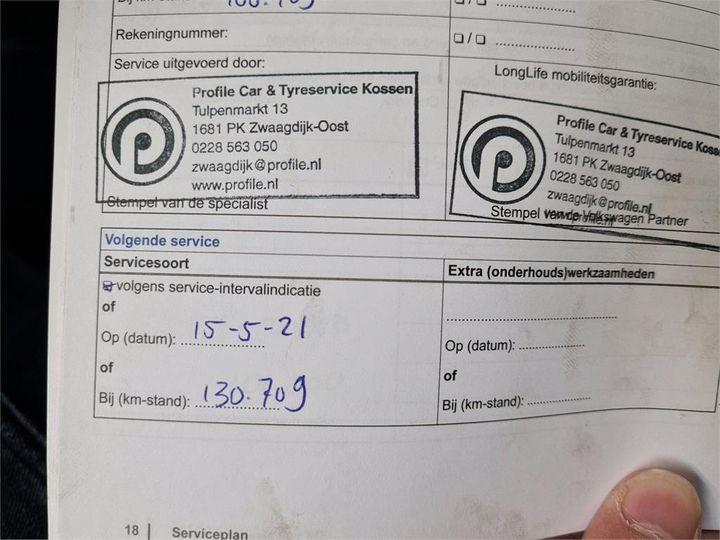 Rekeningnummer:
Service uitgevoerd door:
Profile Car & Tyreservice Kossen
Tulpenmarkt 13
1681 PK Zwaagdijk-Oost
0228 563 050
zwaagdijk@profile.nl
www.profile.nl
Stempel van de specialist
/
/
LongLife mobiliteitsgarantie:
Profile Car & Tyreservice
Tulpenmarkt 13
1681 PK Zwaagdijk-Oost
0228 563 050
zwaagdijk@profile.nl
www.profile.nl
Stempel van de Volkswagen Partner
Volgende service
Servicesoort
volgens service-intervalindicatie
of
Op (datum): 15-5-21
of
Bij (km-stand): 130.709
Extra (onderhouds)werkzaamheden
Op (datum):
of
Bij (km-stand):
18 | Serviceplan